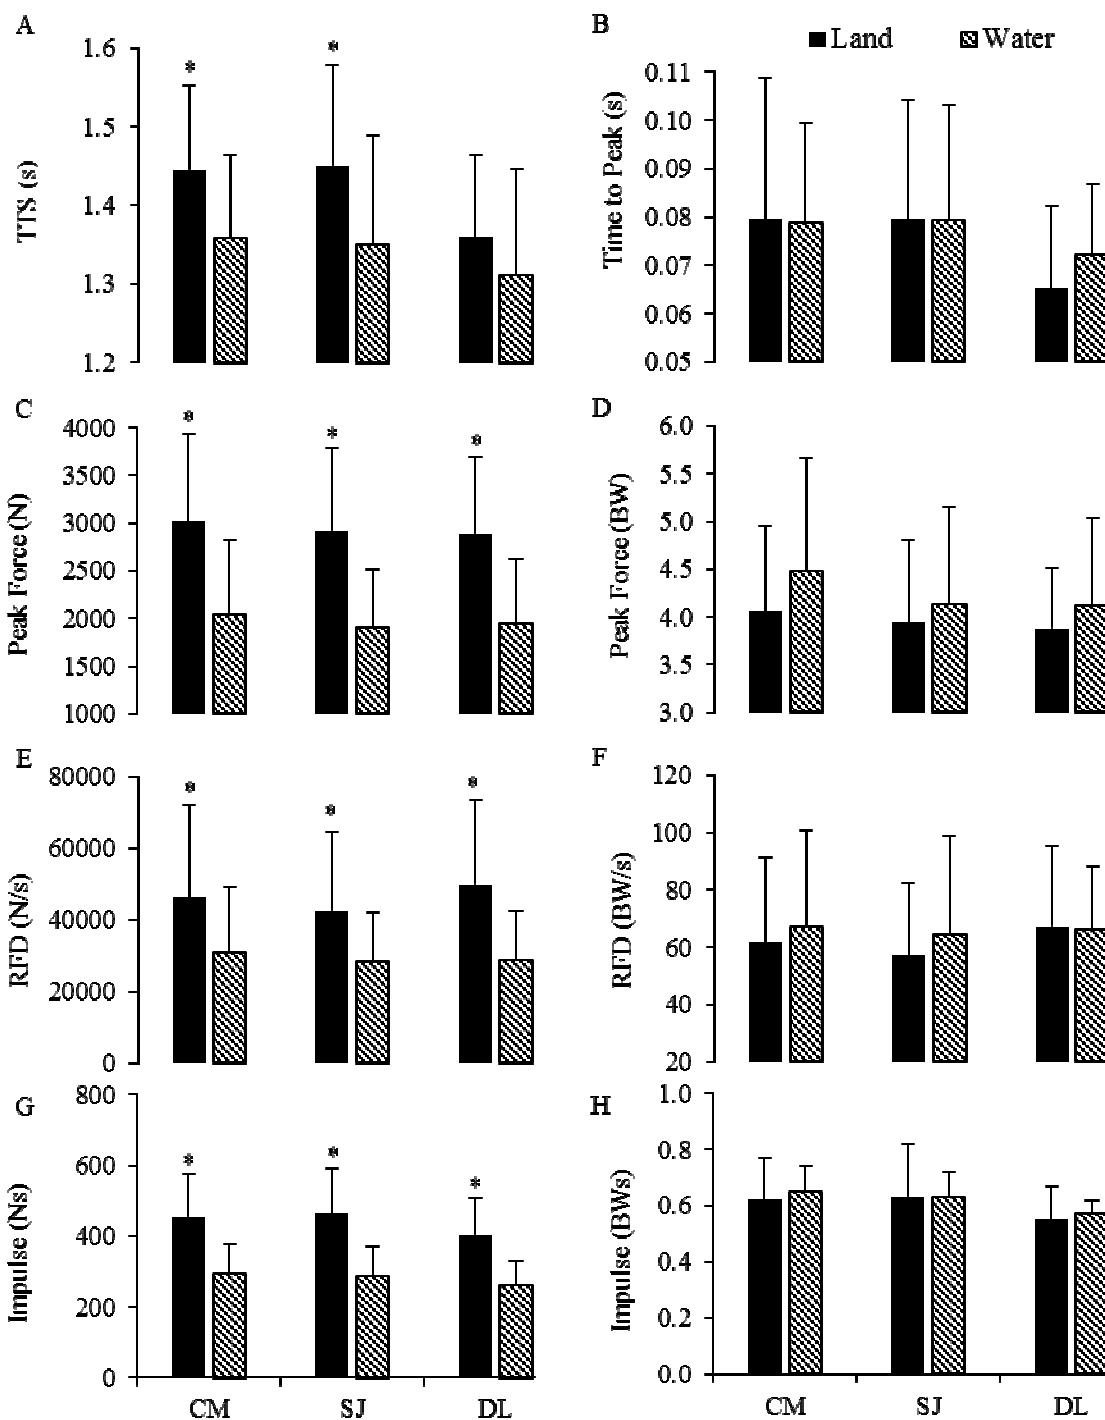 A
B
Land
Water
1.6
1.5
1.4
1.3
1.2
TTS (s)
*
*
0.11
0.10
0.09
0.08
0.07
0.06
0.05
Time to Peak (s)
C
D
4000
3500
3000
2500
2000
1500
1000
Peak Force (N)
*
*
*
6.0
5.5
5.0
4.5
4.0
3.5
3.0
Peak Force (BW)
E
F
80000
60000
40000
20000
0
RFD (N/s)
*
*
*
120
100
80
60
40
20
RFD (BW/s)
G
H
800
600
400
200
0
Impulse (Ns)
*
*
*
1.0
0.8
0.6
0.4
0.2
0.0
Impulse (BWs)
CM
SJ
DL
CM
SJ
DL